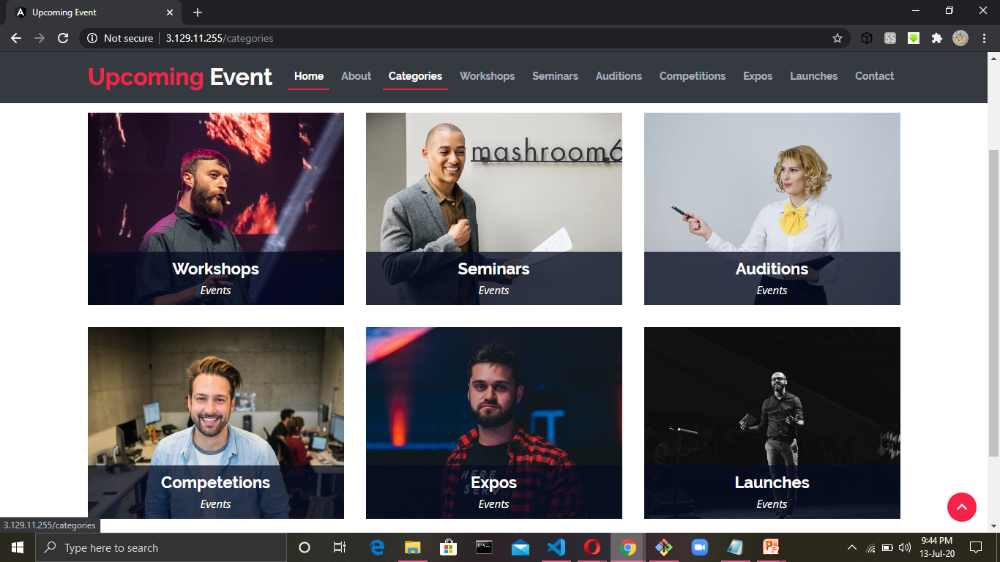 Upcoming Event
Not secure
3.129.11.255/categories
SS
Upcoming Event
Home
About
Categories
Workshops
Seminars
Auditions
Competitions
Expos
Launches
Contact
mashroom6
Workshops
Events
Seminars
Events
Auditions
Events
HERE
SERV
Competetions
Events
Expos
Events
Launches
Events
3.129.11.255/categories
Type here to search
9:44 PM
13-Jul-20